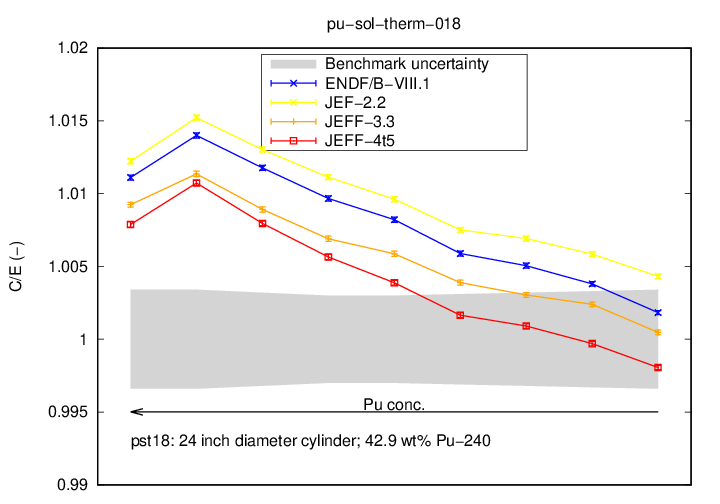 pu−sol−therm−018
1.02
1.015
1.01
1.005
1
0.995
0.99
C/E (−)
Benchmark uncertainty
ENDF/B−VIII.1
JEF−2.2
JEFF−3.3
JEFF−4t5
Pu conc.
pst18: 24 inch diameter cylinder; 42.9 wt% Pu−240